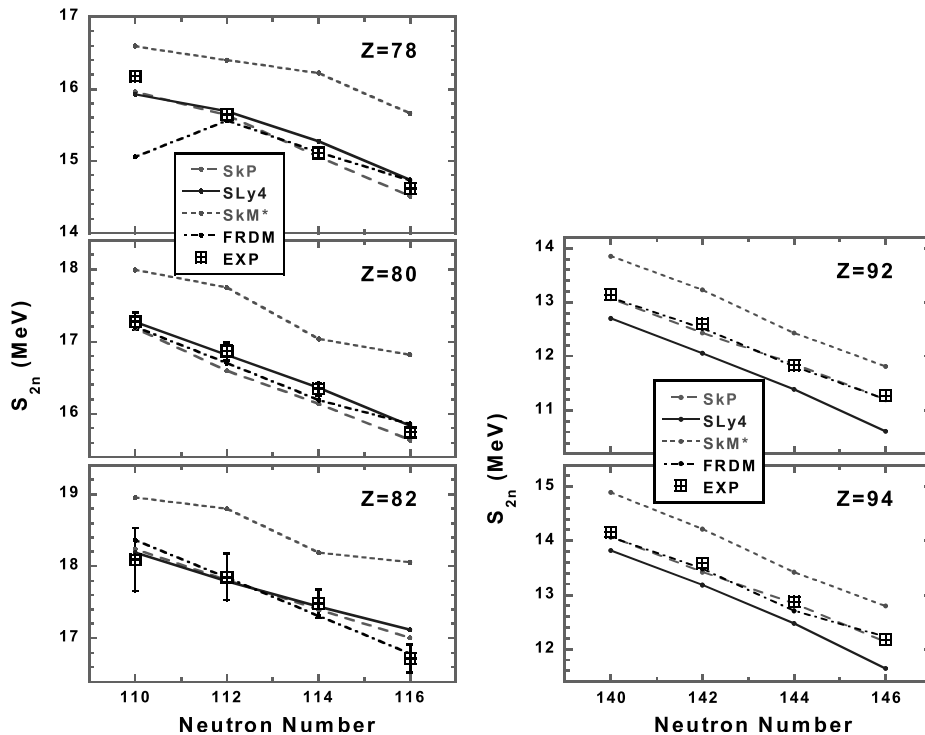 17
16
15
14
Z=78
SkP
SLy4
SkM*
FRDM
EXP
18
17
16
Z=80
S2n (MeV)
19
18
17
Z=82
110 112 114 116
Neutron Number
14
13
12
11
Z=92
SkP
SLy4
SkM*
FRDM
EXP
S2n (MeV)
15
14
13
12
Z=94
140 142 144 146
Neutron Number